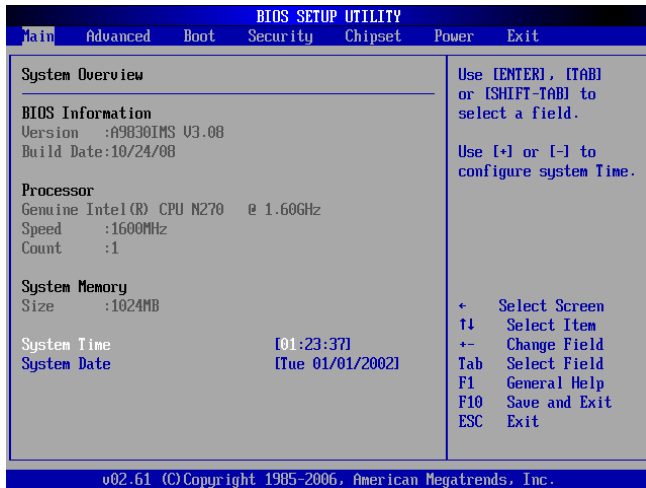 BIOS SETUP UTILITY
Main Advanced Boot Security Chipset Power Exit
System Overview
BIOS Information
Version :A9830IMS V3.08
Build Date:10/24/08
Processor
Genuine Intel(R) CPU N270 @ 1.60GHz
Speed :1600MHz
Count :1
System Memory
Size :1024MB
System Time [01:23:37]
System Date [Tue 01/01/2002]
Use [ENTER], [TAB]
or [SHIFT-TAB] to
select a field.
Use [+] or [-] to
configure system Time.
← Select Screen
↑↓ Select Item
+- Change Field
Tab Select Field
F1 General Help
F10 Save and Exit
ESC Exit
v02.61 (C)Copyright 1985-2006, American Megatrends, Inc.